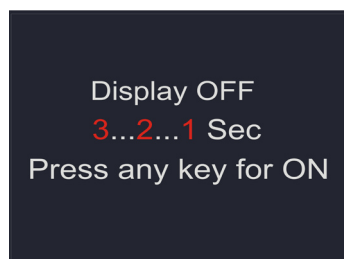 Display OFF
3...2...1 Sec
Press any key for ON